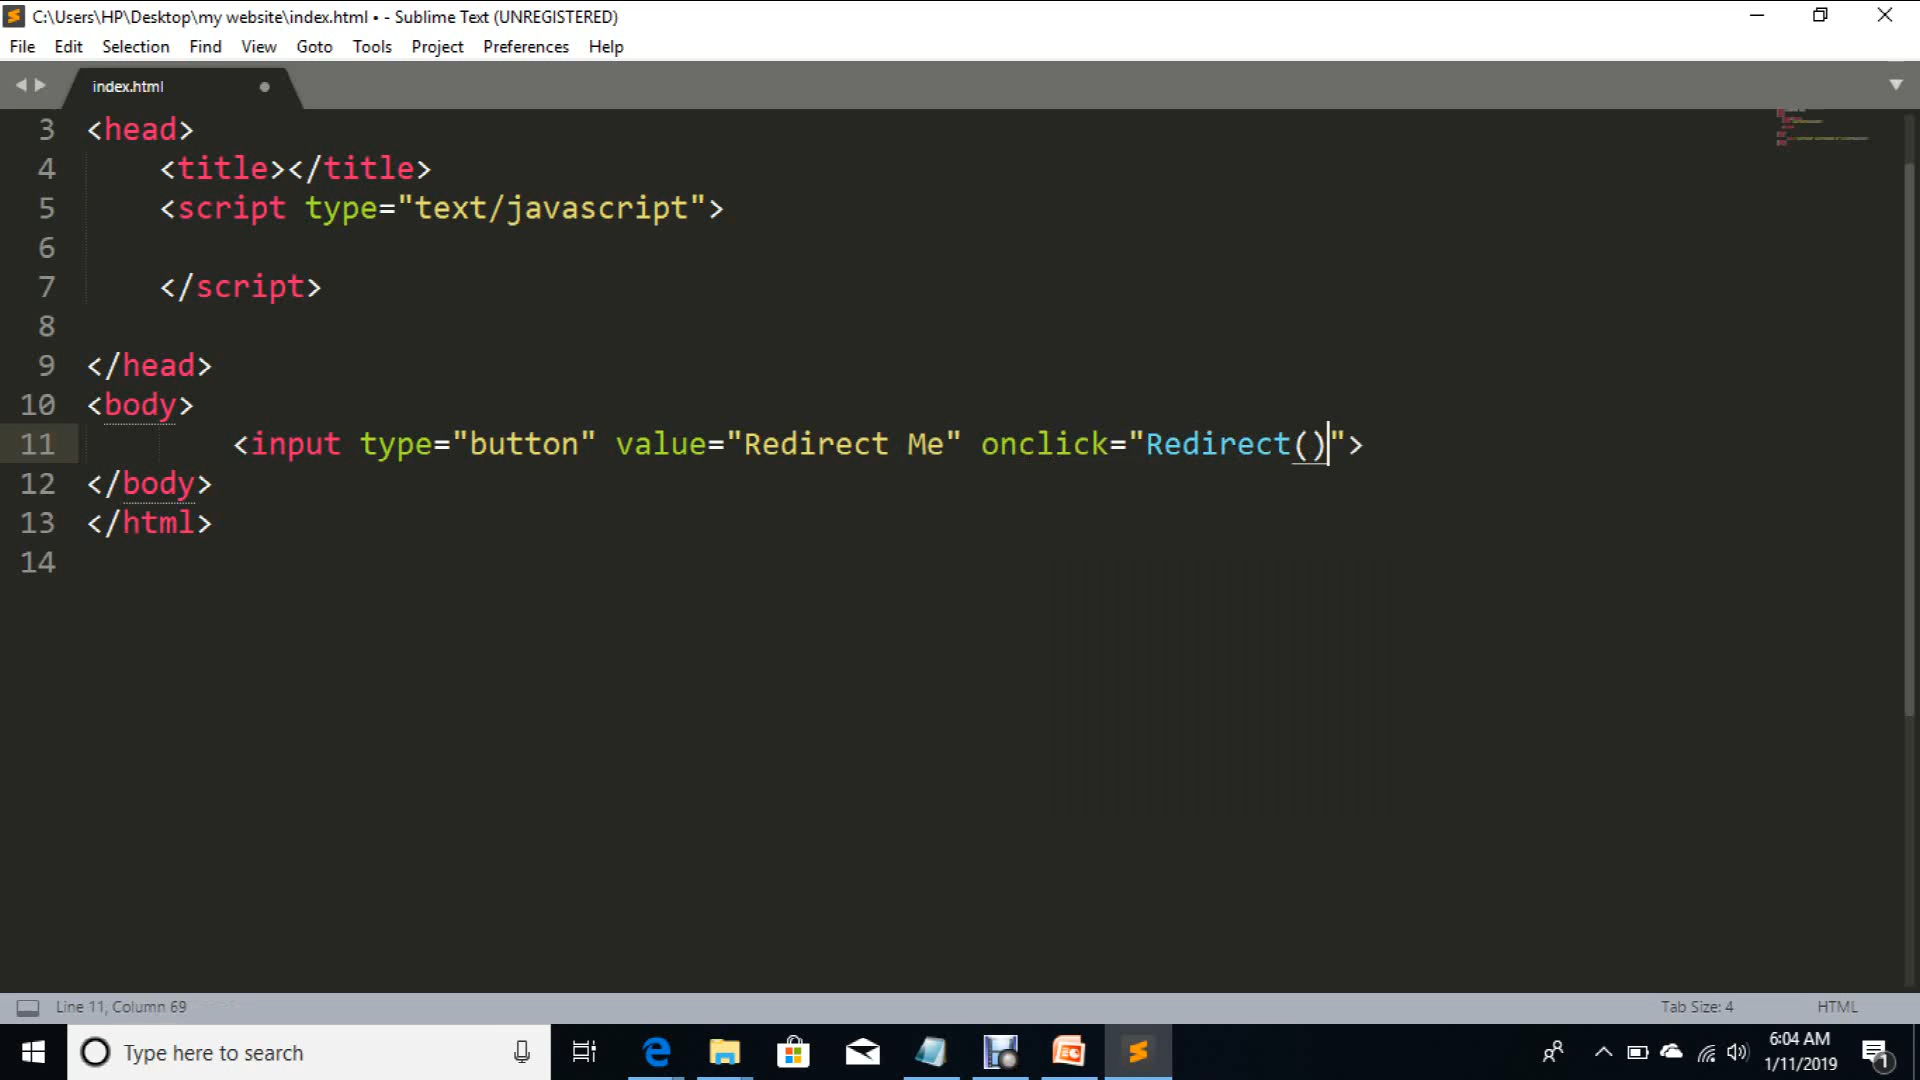 C:\Users\HP\Desktop\my website\index.html • - Sublime Text (UNREGISTERED)
File Edit Selection Find View Goto Tools Project Preferences Help
index.html
3 <head>
4 <title></title>
5 <script type="text/javascript">
6
7 </script>
8
9 </head>
10 <body>
11 <input type="button" value="Redirect Me" onclick="Redirect()">
12 </body>
13 </html>
14
Line 11, Column 69 Tab Size: 4 HTML
Type here to search
6:04 AM
1/11/2019
1